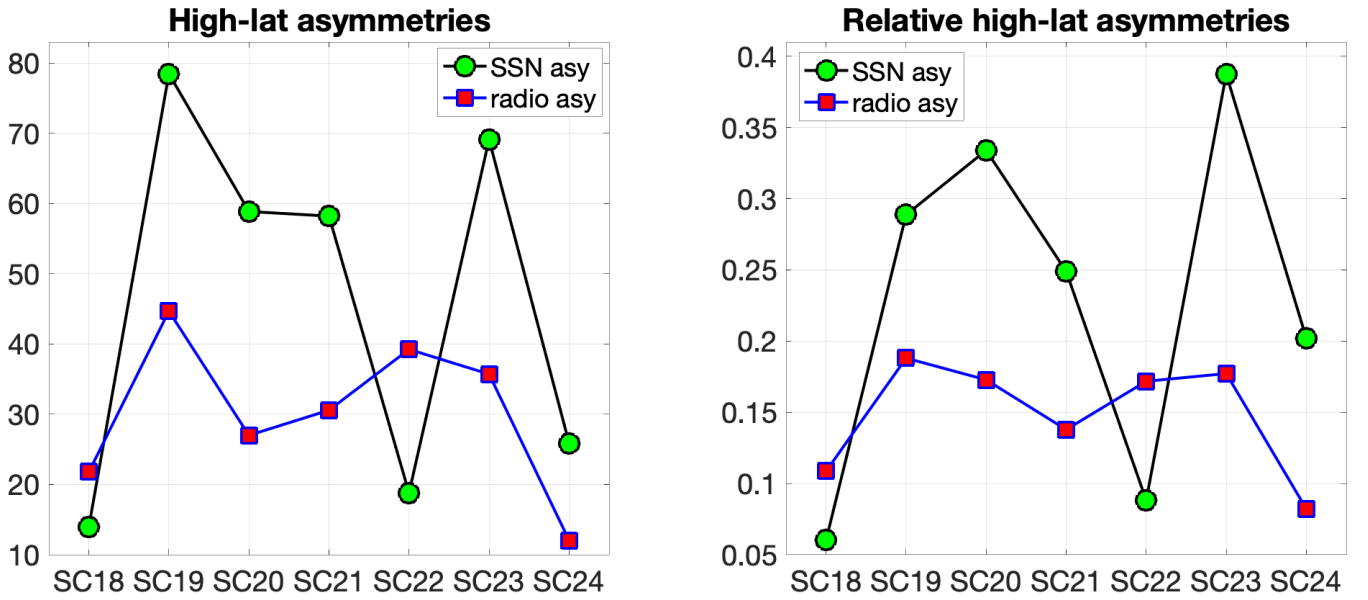 High-lat asymmetries
80
70
60
50
40
30
20
10
SSN asy
radio asy
SC18 SC19 SC20 SC21 SC22 SC23 SC24
Relative high-lat asymmetries
0.4
0.35
0.3
0.25
0.2
0.15
0.1
0.05
SSN asy
radio asy
SC18 SC19 SC20 SC21 SC22 SC23 SC24